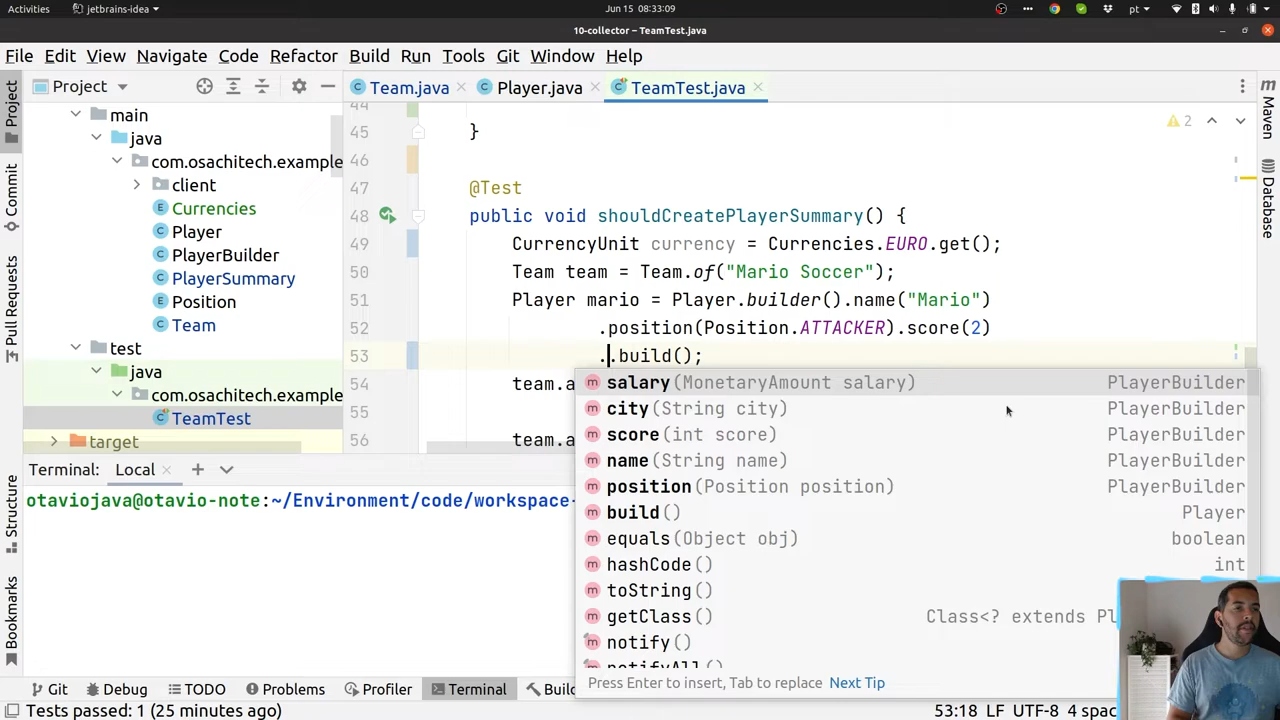 Activities jetbrains-idea Jun 15 08:33:09 pt
10-collector – TeamTest.java
File Edit View Navigate Code Refactor Build Run Tools Git Window Help
Project Team.java Player.java TeamTest.java
Project
Commit
Pull Requests
Structure
Bookmarks
Maven
Database
main
java
com.osachitech.example
client
Currencies
Player
PlayerBuilder
PlayerSummary
Position
Team
test
java
com.osachitech.example
TeamTest
target
2
44
45 }
46
47 @Test
48 public void shouldCreatePlayerSummary() {
49 CurrencyUnit currency = Currencies.EURO.get();
50 Team team = Team.of("Mario Soccer");
51 Player mario = Player.builder().name("Mario")
52 .position(Position.ATTACKER).score(2)
53 ..build();
54 team.a
55
56 team.a
salary(MonetaryAmount salary) PlayerBuilder
city(String city) PlayerBuilder
score(int score) PlayerBuilder
name(String name) PlayerBuilder
position(Position position) PlayerBuilder
build() Player
equals(Object obj) boolean
hashCode() int
toString()
getClass() Class<? extends Pl
notify()
notifyAll()
Press Enter to insert, Tab to replace Next Tip
Terminal: Local
otaviojava@otavio-note:~/Environment/code/workspace-
Git Debug TODO Problems Profiler Terminal Buil
Tests passed: 1 (25 minutes ago) 53:18 LF UTF-8 4 spac